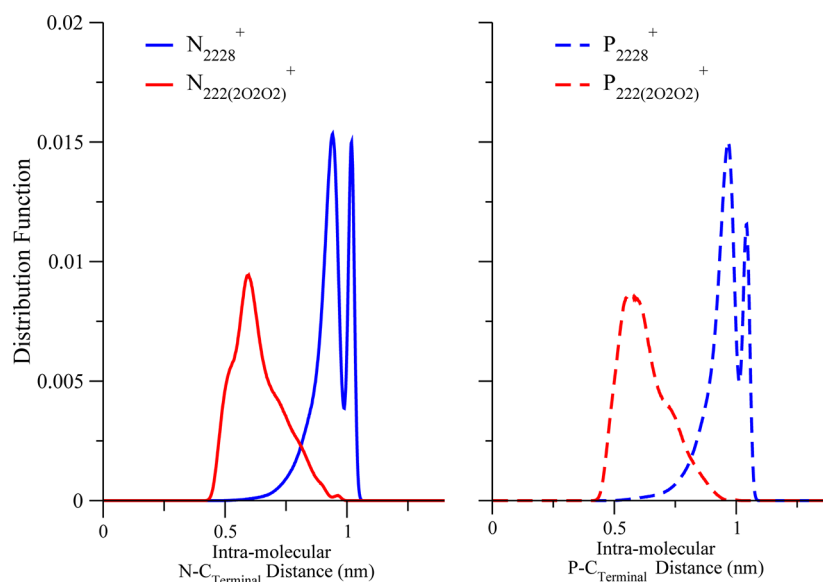 0.02
0.015
0.01
0.005
0
Distribution Function
N2228+
N222(2O2O2)+
0
0.5
1
Intra-molecular
N-CTerminal Distance (nm)
P2228+
P222(2O2O2)+
0
0.5
1
Intra-molecular
P-CTerminal Distance (nm)